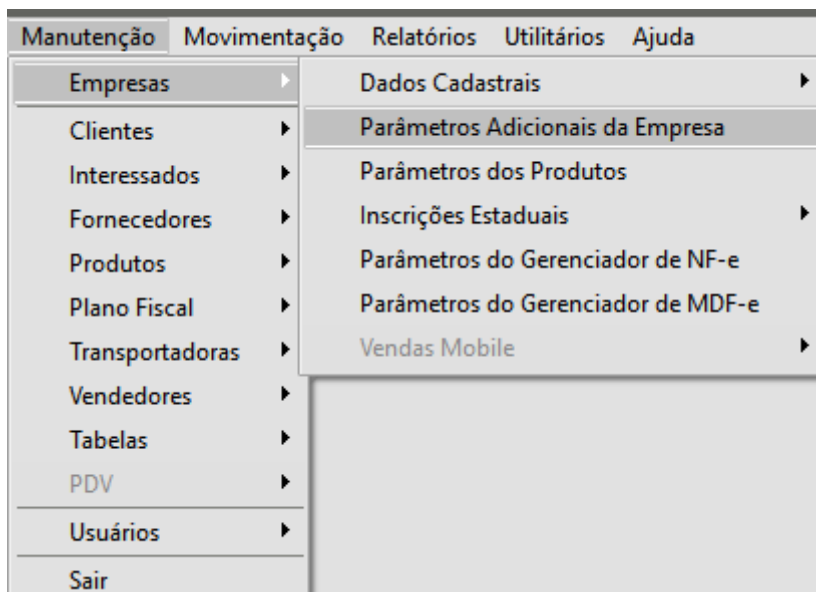 Manutenção Movimentação Relatórios Utilitários Ajuda
Empresas
Clientes
Interessados
Fornecedores
Produtos
Plano Fiscal
Transportadoras
Vendedores
Tabelas
PDV
Usuários
Sair
Dados Cadastrais
Parâmetros Adicionais da Empresa
Parâmetros dos Produtos
Inscrições Estaduais
Parâmetros do Gerenciador de NF-e
Parâmetros do Gerenciador de MDF-e
Vendas Mobile